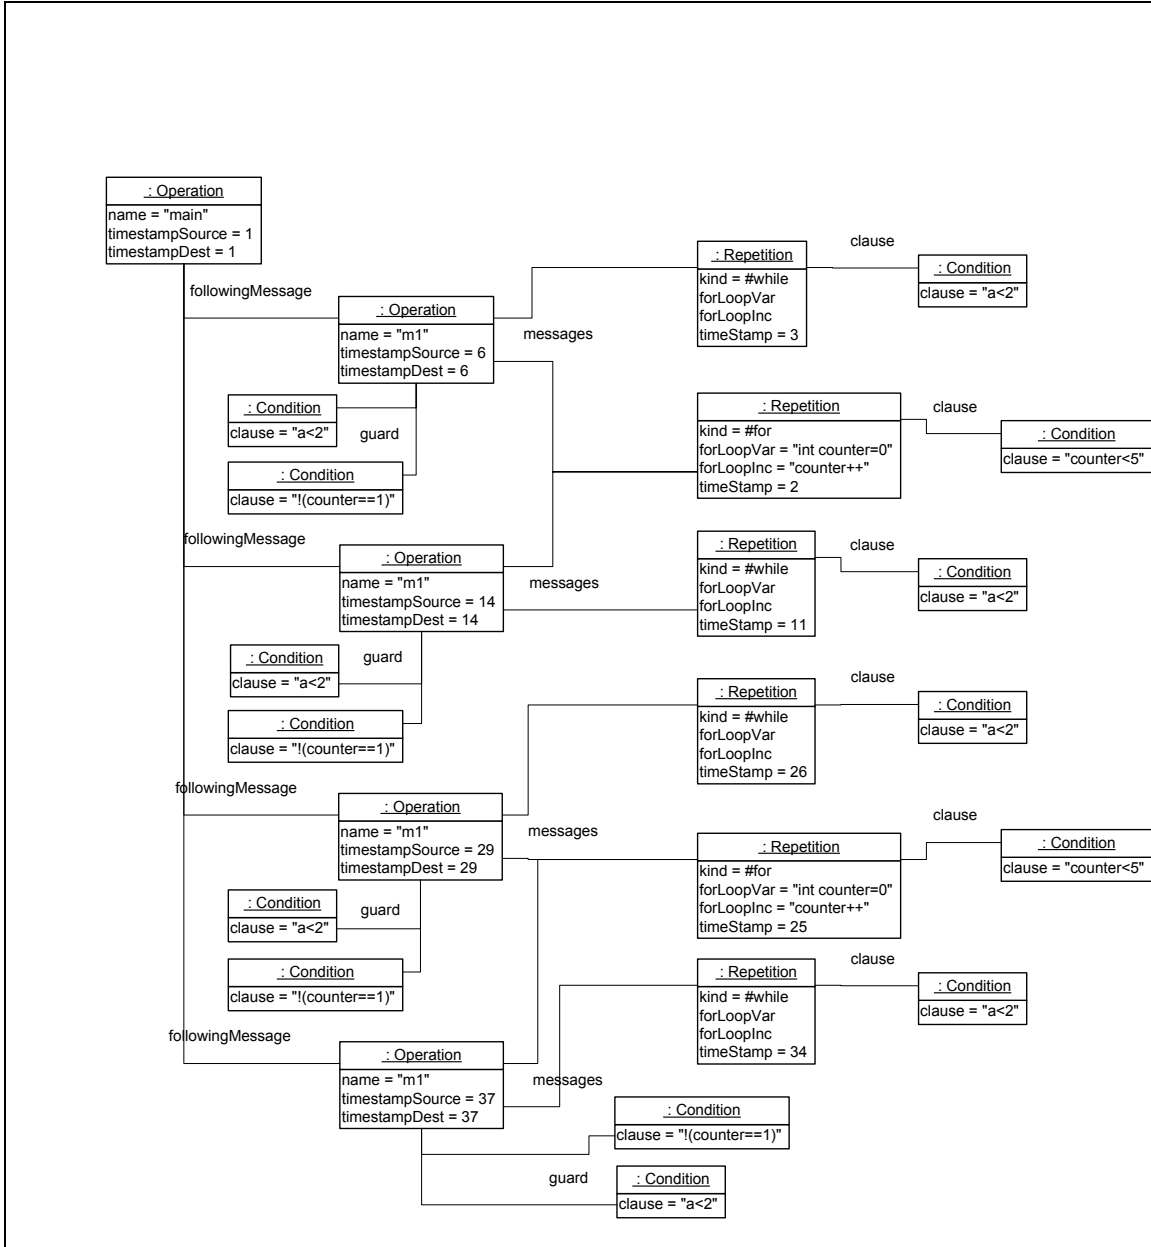 : Operation
name = "main"
timestampSource = 1
timestampDest = 1
followingMessage
: Operation
name = "m1"
timestampSource = 6
timestampDest = 6
messages
: Repetition
kind = #while
forLoopVar
forLoopInc
timeStamp = 3
clause
: Condition
clause = "a<2"
: Condition
clause = "a<2"
guard
: Condition
clause = "!(counter==1)"
: Repetition
kind = #for
forLoopVar = "int counter=0"
forLoopInc = "counter++"
timeStamp = 2
clause
: Condition
clause = "counter<5"
followingMessage
: Operation
name = "m1"
timestampSource = 14
timestampDest = 14
messages
: Repetition
kind = #while
forLoopVar
forLoopInc
timeStamp = 11
clause
: Condition
clause = "a<2"
: Condition
clause = "a<2"
guard
: Condition
clause = "!(counter==1)"
: Repetition
kind = #while
forLoopVar
forLoopInc
timeStamp = 26
clause
: Condition
clause = "a<2"
followingMessage
: Operation
name = "m1"
timestampSource = 29
timestampDest = 29
messages
: Repetition
kind = #for
forLoopVar = "int counter=0"
forLoopInc = "counter++"
timeStamp = 25
clause
: Condition
clause = "counter<5"
: Condition
clause = "a<2"
guard
: Condition
clause = "!(counter==1)"
: Repetition
kind = #while
forLoopVar
forLoopInc
timeStamp = 34
clause
: Condition
clause = "a<2"
followingMessage
: Operation
name = "m1"
timestampSource = 37
timestampDest = 37
messages
: Condition
clause = "!(counter==1)"
guard
: Condition
clause = "a<2"